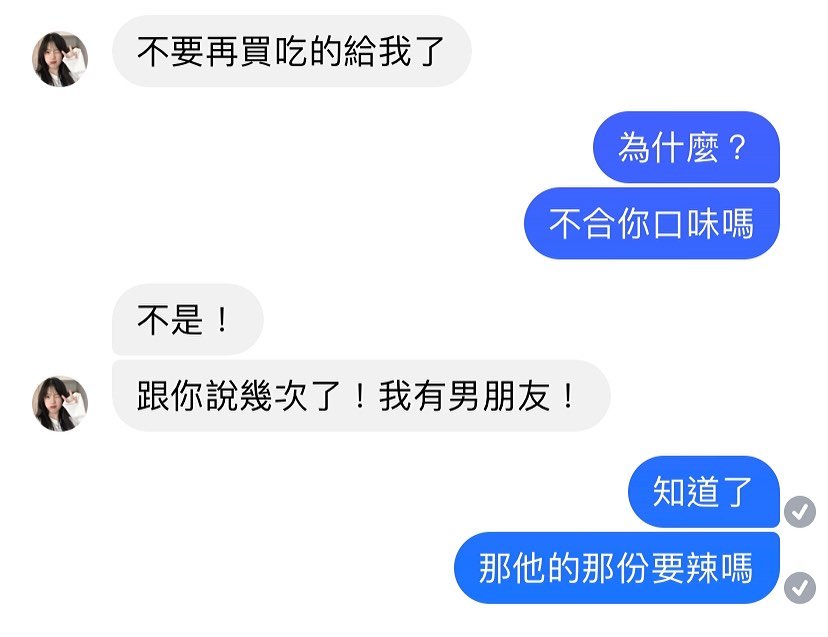 不要再買吃的給我了
為什麼？
不合你口味嗎
不是！
跟你說幾次了！我有男朋友！
知道了
那他的那份要辣嗎